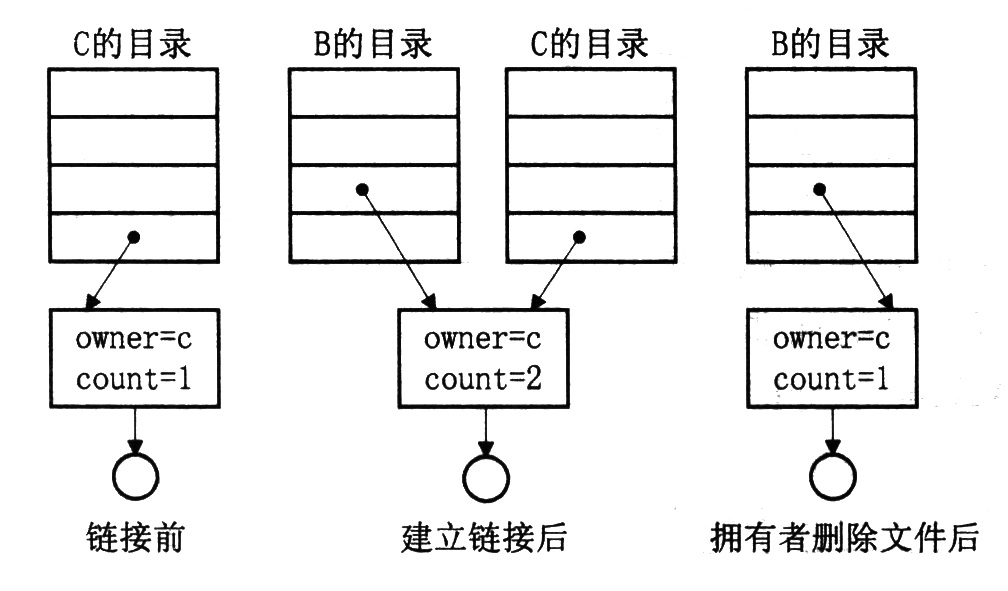 C的目录
B的目录
C的目录
B的目录
owner=c
count=1
owner=c
count=2
owner=c
count=1
链接前
建立链接后
拥有者删除文件后